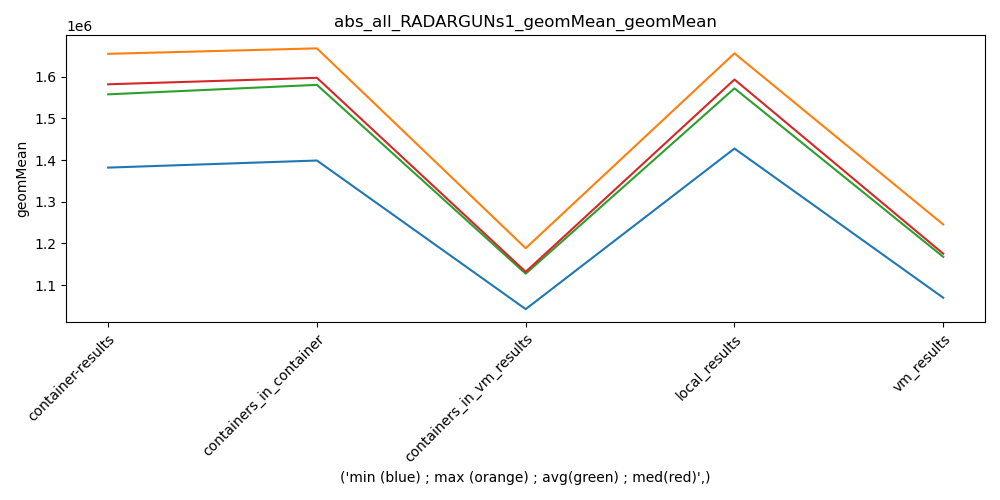 abs_all_RADARGUNs1_geomMean_geomMean
1e6
1.6
1.5
1.4
1.3
1.2
1.1
geomMean
container-results
containers_in_container
containers_in_vm_results
local_results
vm_results
('min (blue) ; max (orange) ; avg(green) ; med(red)',)